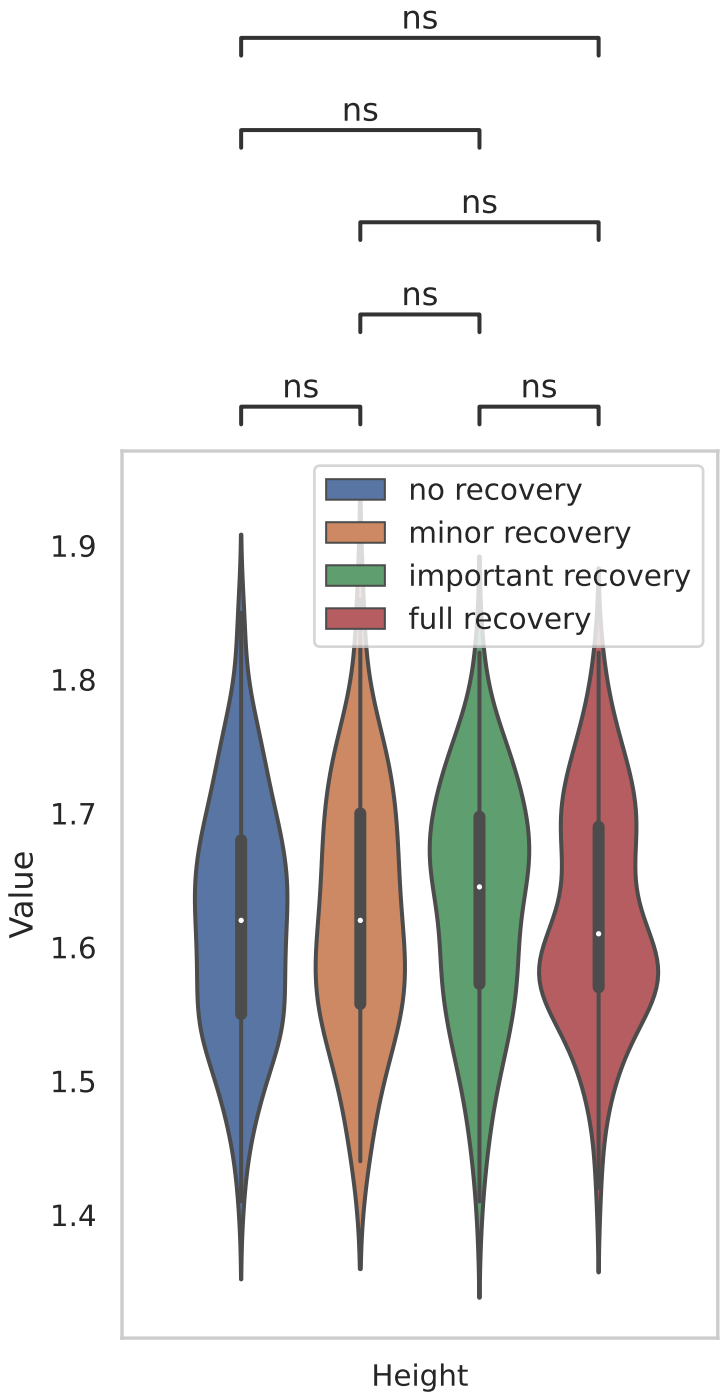 ns
ns
ns
ns
ns ns
no recovery
minor recovery
important recovery
full recovery
1.9
1.8
1.7
1.6
1.5
1.4
Value
Height